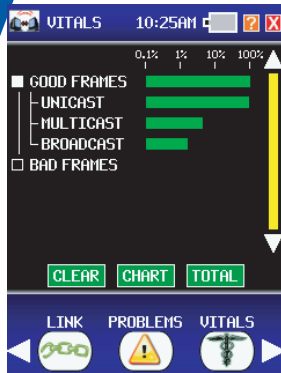 VITALS 10:25AM ? X
0.1% 1% 10% 100%
GOOD FRAMES
UNICAST
MULTICAST
BROADCAST
BAD FRAMES
CLEAR CHART TOTAL
LINK PROBLEMS VITALS